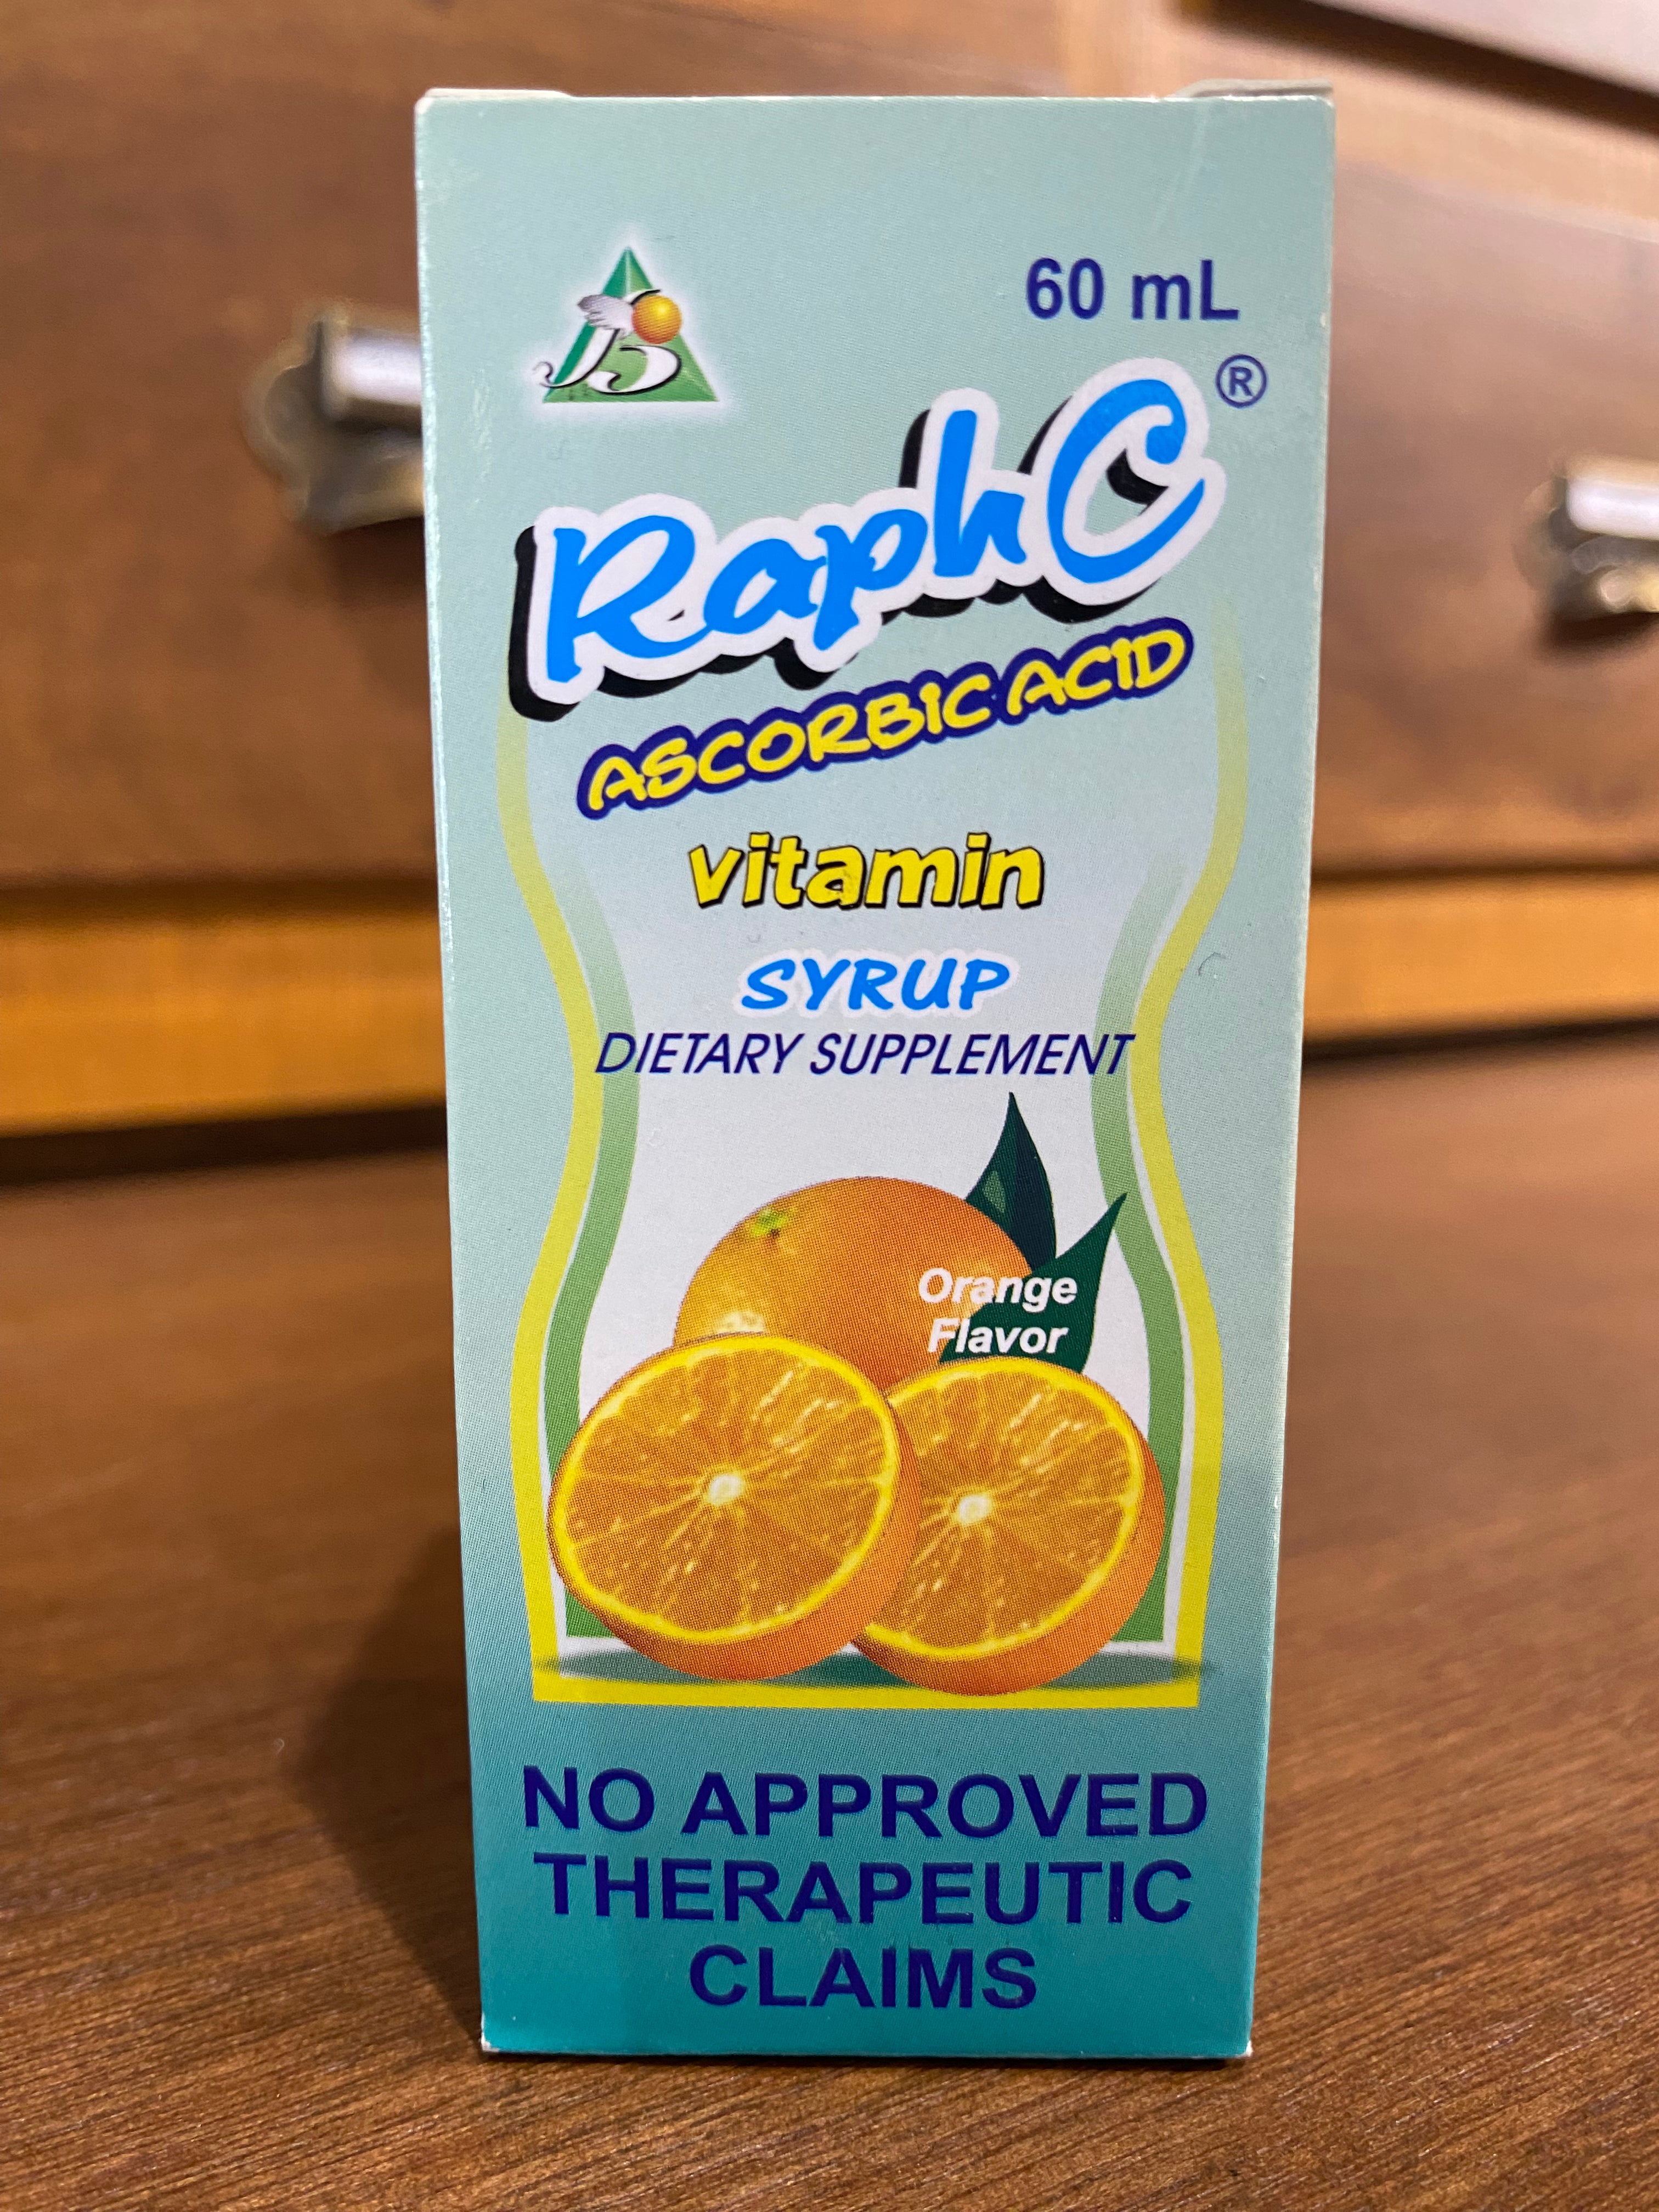 60 mL
RaphC®
ASCORBIC ACID
vitamin
SYRUP
DIETARY SUPPLEMENT
Orange
Flavor
NO APPROVED
THERAPEUTIC
CLAIMS